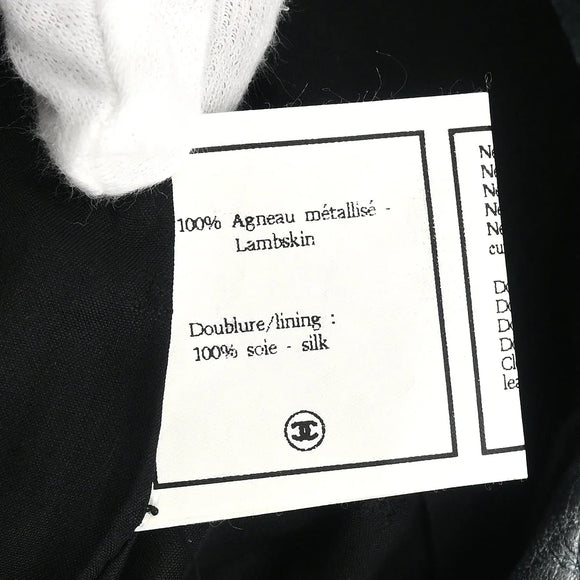 100% Agneau métallisé -
Lambskin
Doublure/lining :
100% soie - silk